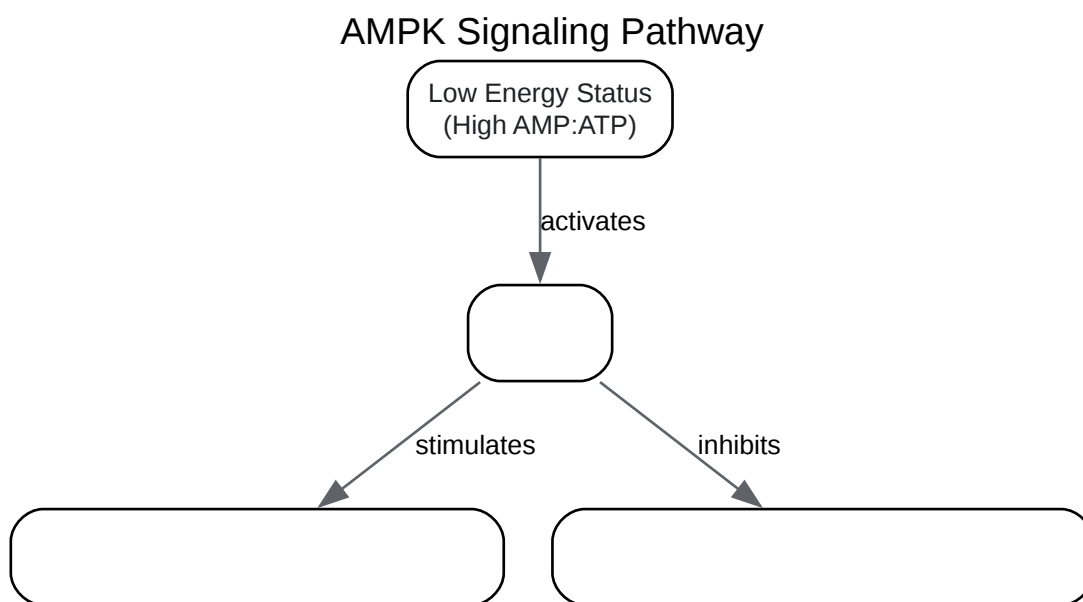 AMPK Signaling Pathway
Low Energy Status
(High AMP:ATP)
activates
stimulates
inhibits